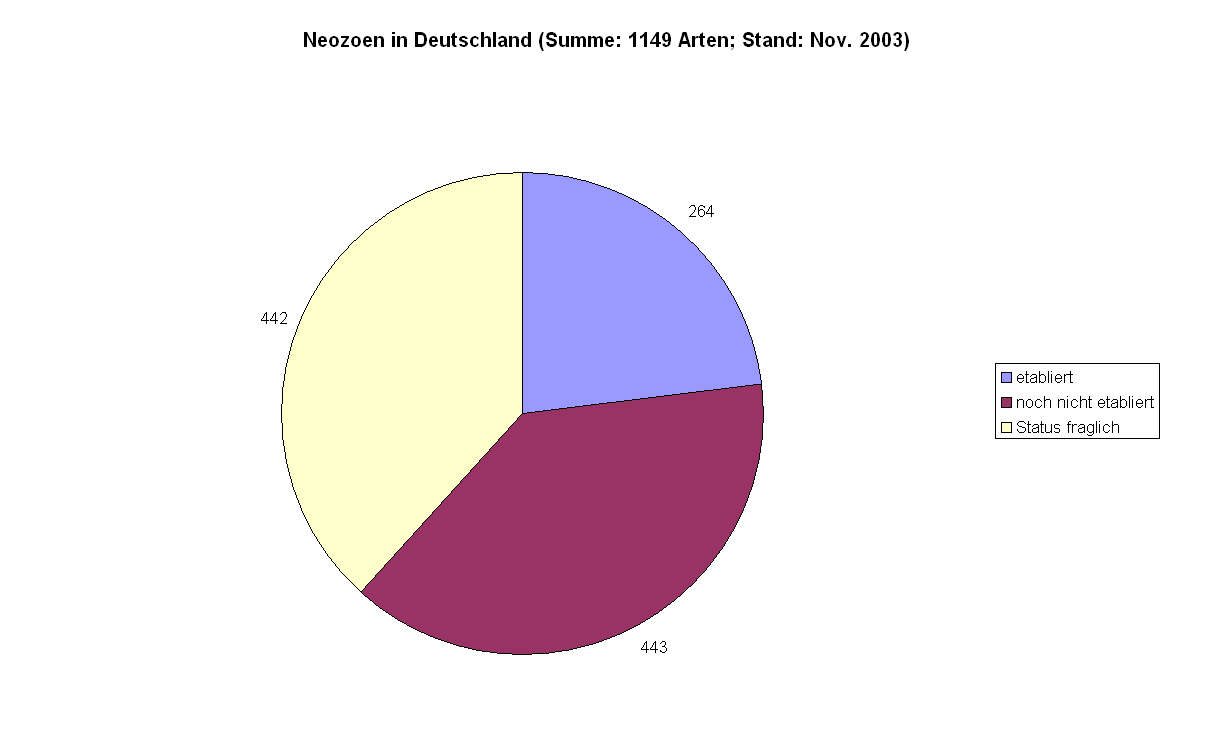 Neozoen in Deutschland (Summe: 1149 Arten; Stand: Nov. 2003)
264
442
etabliert
noch nicht etabliert
Status fraglich
443